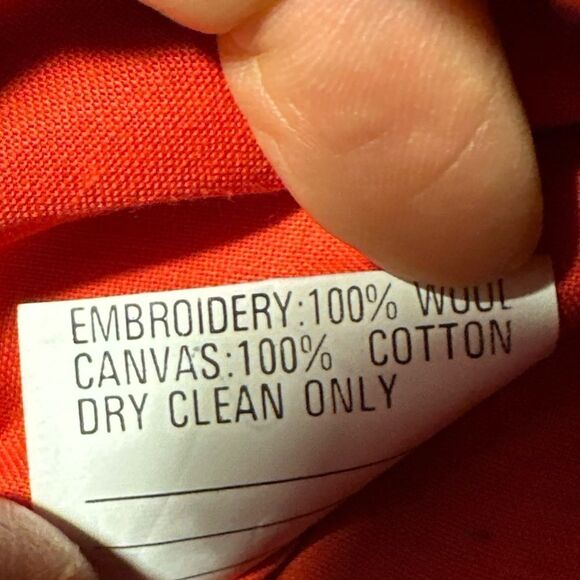 EMBROIDERY:100% WOOL
CANVAS:100% COTTON
DRY CLEAN ONLY